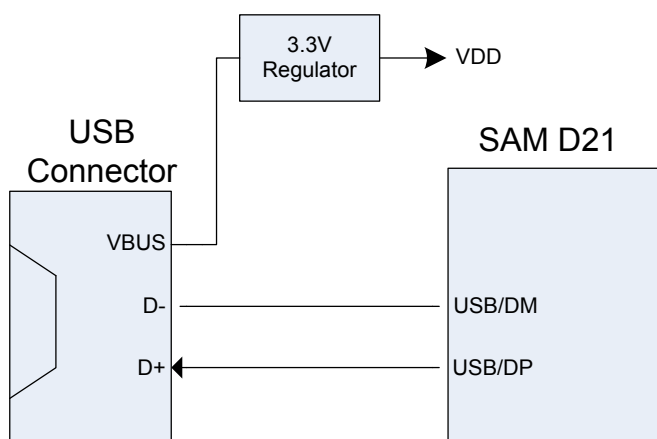 3.3V
Regulator
VDD
USB
Connector
SAM D21
VBUS
D-
USB/DM
D+
USB/DP